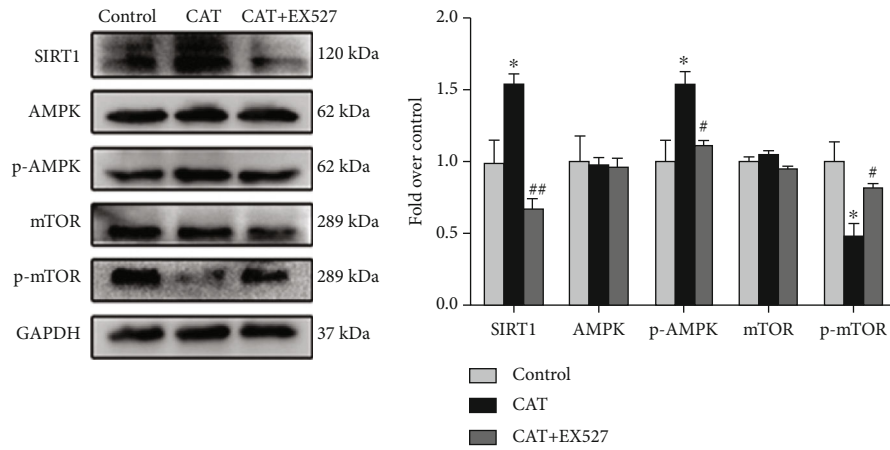 Control CAT CAT+EX527
SIRT1 120 kDa
AMPK 62 kDa
p-AMPK 62 kDa
mTOR 289 kDa
p-mTOR 289 kDa
GAPDH 37 kDa
Fold over control
2.0
1.5
1.0
0.5
0.0
*
##
*
#
*
#
SIRT1 AMPK p-AMPK mTOR p-mTOR
Control
CAT
CAT+EX527